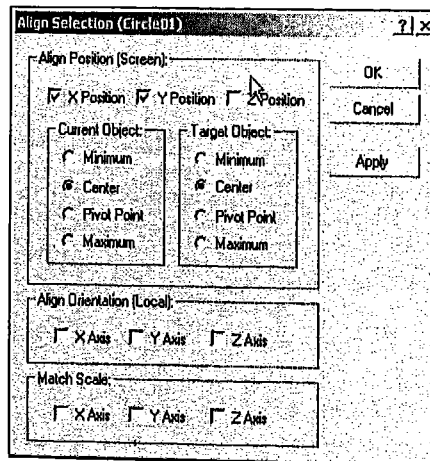 Align Selection (Circle01)
Align Position (Screen):
X Position Y Position Z Position
OK
Cancel
Apply
Current Object:
Minimum
Center
Pivot Point
Maximum
Target Object:
Minimum
Center
Pivot Point
Maximum
Align Orientation (Local):
X Axis Y Axis Z Axis
Match Scale:
X Axis Y Axis Z Axis